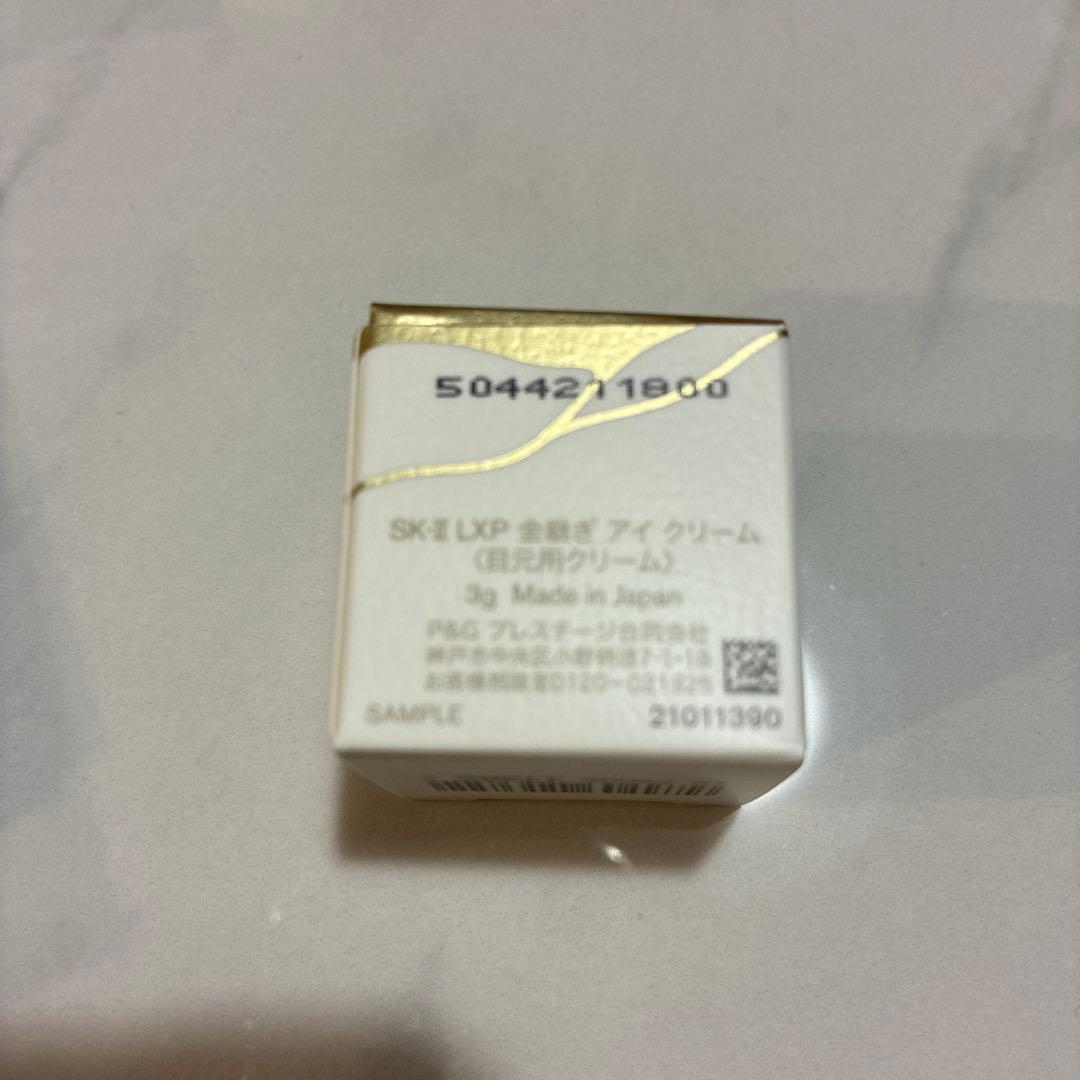 5044211800
SK-II LXP 金継ぎ アイ クリーム
〈目元用クリーム〉
3g Made in Japan
P&G プレステージ合同会社
神戸市中央区小野柄通7-1-18
お客様相談室0120-021325
SAMPLE
21011390